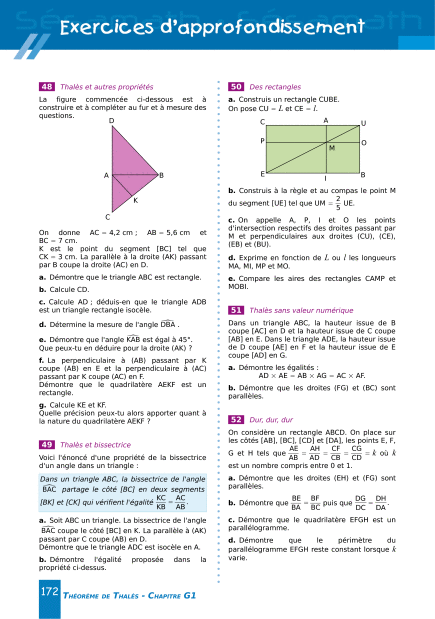 Exercices d'approfondissement
48 Thalès et autres propriétés
La figure commencée ci-dessous est à
construire et à compléter au fur et à mesure des
questions.
D
A
B
K
C
On donne AC = 4,2 cm ; AB = 5,6 cm et
BC = 7 cm.
K est le point du segment [BC] tel que
CK = 3 cm. La parallèle à la droite (AK) passant
par B coupe la droite (AC) en D.
a. Démontre que le triangle ABC est rectangle.
b. Calcule CD.
c. Calcule AD ; déduis-en que le triangle ADB
est un triangle rectangle isocèle.
d. Détermine la mesure de l'angle DBA .
e. Démontre que l'angle KAB est égal à 45°.
Que peux-tu en déduire pour la droite (AK) ?
f. La perpendiculaire à (AB) passant par K
coupe (AB) en E et la perpendiculaire à (AC)
passant par K coupe (AC) en F.
Démontre que le quadrilatère AEKF est un
rectangle.
g. Calcule KE et KF.
Quelle précision peux-tu alors apporter quant à
la nature du quadrilatère AEKF ?
49 Thalès et bissectrice
Voici l'énoncé d'une propriété de la bissectrice
d'un angle dans un triangle :
Dans un triangle ABC, la bissectrice de l'angle
BAC partage le côté [BC] en deux segments
[BK] et [CK] qui vérifient l'égalité KC/KB = AC/AB.
a. Soit ABC un triangle. La bissectrice de l'angle
BAC coupe le côté [BC] en K. La parallèle à (AK)
passant par C coupe (AB) en D.
Démontre que le triangle ADC est isocèle en A.
b. Démontre l'égalité proposée dans la
propriété ci-dessus.
50 Des rectangles
a. Construis un rectangle CUBE.
On pose CU = L et CE = l.
C
A
U
P
O
M
E
I
B
b. Construis à la règle et au compas le point M
du segment [UE] tel que UM = 2/5 UE.
c. On appelle A, P, I et O les points
d'intersection respectifs des droites passant par
M et perpendiculaires aux droites (CU), (CE),
(EB) et (BU).
d. Exprime en fonction de L ou l les longueurs
MA, MI, MP et MO.
e. Compare les aires des rectangles CAMP et
MOBI.
51 Thalès sans valeur numérique
Dans un triangle ABC, la hauteur issue de B
coupe [AC] en D et la hauteur issue de C coupe
[AB] en E. Dans le triangle ADE, la hauteur issue
de D coupe [AE] en F et la hauteur issue de E
coupe [AD] en G.
a. Démontre les égalités :
AD × AE = AB × AG = AC × AF.
b. Démontre que les droites (FG) et (BC) sont
parallèles.
52 Dur, dur, dur
On considère un rectangle ABCD. On place sur
les côtés [AB], [BC], [CD] et [DA], les points E, F,
G et H tels que AE/AB = AH/AD = CF/CB = CG/CD = k où k
est un nombre compris entre 0 et 1.
a. Démontre que les droites (EH) et (FG) sont
parallèles.
b. Démontre que BE/BA = BF/BC puis que DG/DC = DH/DA.
c. Démontre que le quadrilatère EFGH est un
parallélogramme.
d. Démontre que le périmètre du
parallélogramme EFGH reste constant lorsque k
varie.
172 THÉORÈME DE THALÈS - CHAPITRE G1